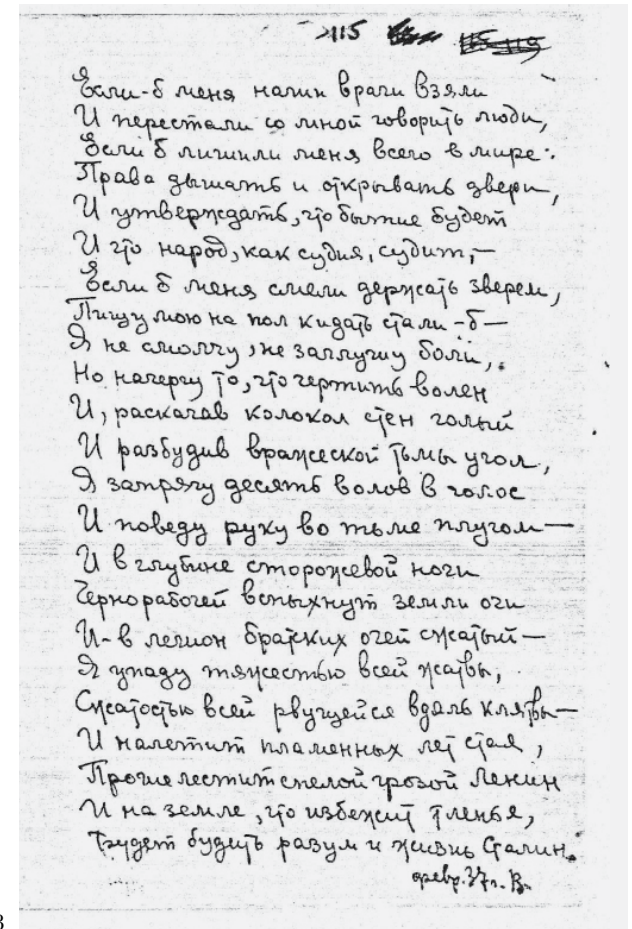 115
115-119
Если-б меня наши враги взяли
И перестали со мной говорить люди,
Если б лишили меня всего в мире:
Права дышать и открывать двери,
И утверждать, что бытие будет
И что народ, как судия, судит,—
Если б меня смели держать зверем,
Пищу мою на пол кидать стали-б—
Я не смолчу, не заглушу боли,
Но начерчу то, что чертить волен
И, раскачав колокол стен голый
И разбудив вражеской тьмы угол,
Я запрягу десять волов в голос
И поведу руку во тьме плугом—
И в глубине сторожевой ночи
Чернорабочей вспыхнут земли очи
И- в легион братских очей сжатый—
Я упаду тяжестью всей жатвы,
Сжатостью всей рвущейся вдаль клятвы—
И налетит пламенных лет стая,
Прошелестит спелой грозой Ленин
И на земле, что избежит тленья,
Будет будить разум и жизнь Сталин.
февр. 37 г. В.
3